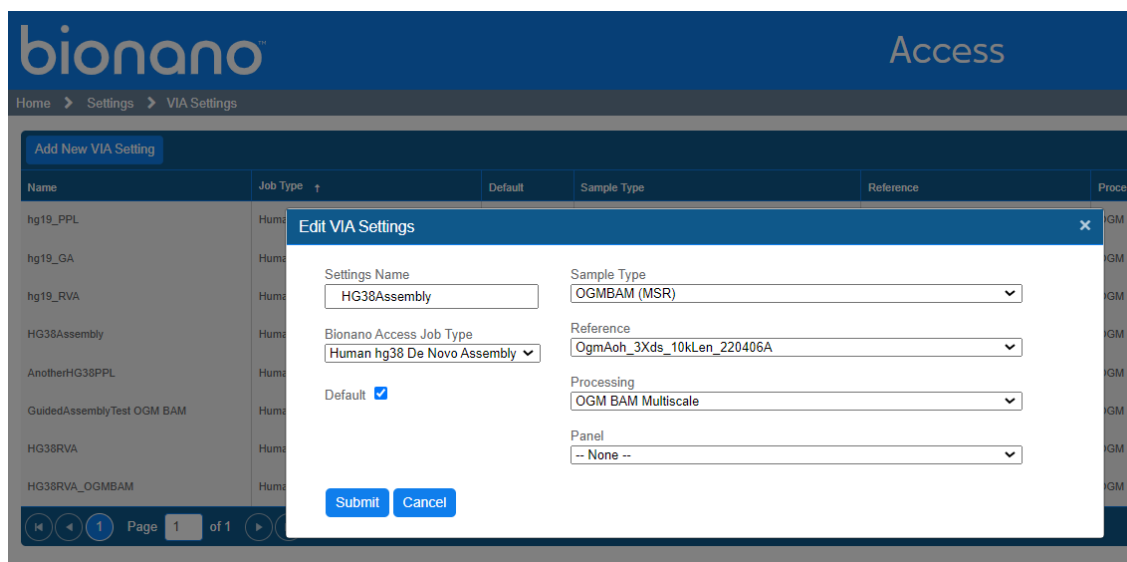 bionano™
Access
Home > Settings > VIA Settings
Add New VIA Setting
Name Job Type ↑ Default Sample Type Reference
hg19_PPL
hg19_GA
hg19_RVA
HG38Assembly
AnotherHG38PPL
GuidedAssemblyTest OGM BAM
HG38RVA
HG38RVA_OGMBAM
Edit VIA Settings ×
Settings Name
HG38Assembly
Bionano Access Job Type
Human hg38 De Novo Assembly
Default
Sample Type
OGMBAM (MSR)
Reference
OgmAoh_3Xds_10kLen_220406A
Processing
OGM BAM Multiscale
Panel
-- None --
Submit Cancel
1 Page 1 of 1